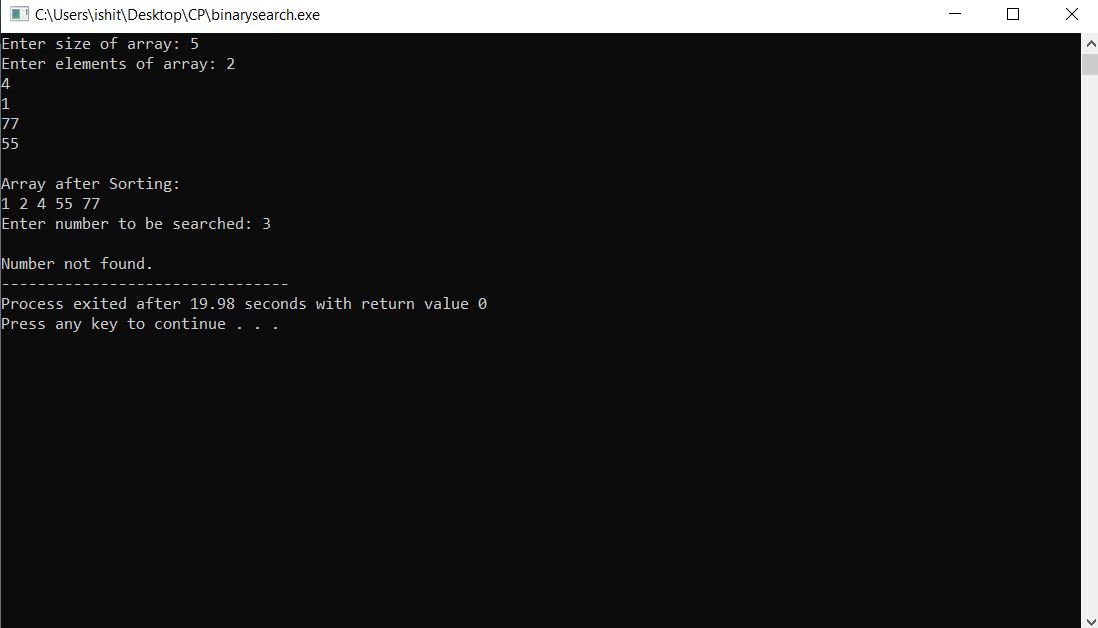 C:\Users\ishit\Desktop\CP\binarysearch.exe
Enter size of array: 5
Enter elements of array: 2
4
1
77
55
Array after Sorting:
1 2 4 55 77
Enter number to be searched: 3
Number not found.
--------------------------------
Process exited after 19.98 seconds with return value 0
Press any key to continue . . .